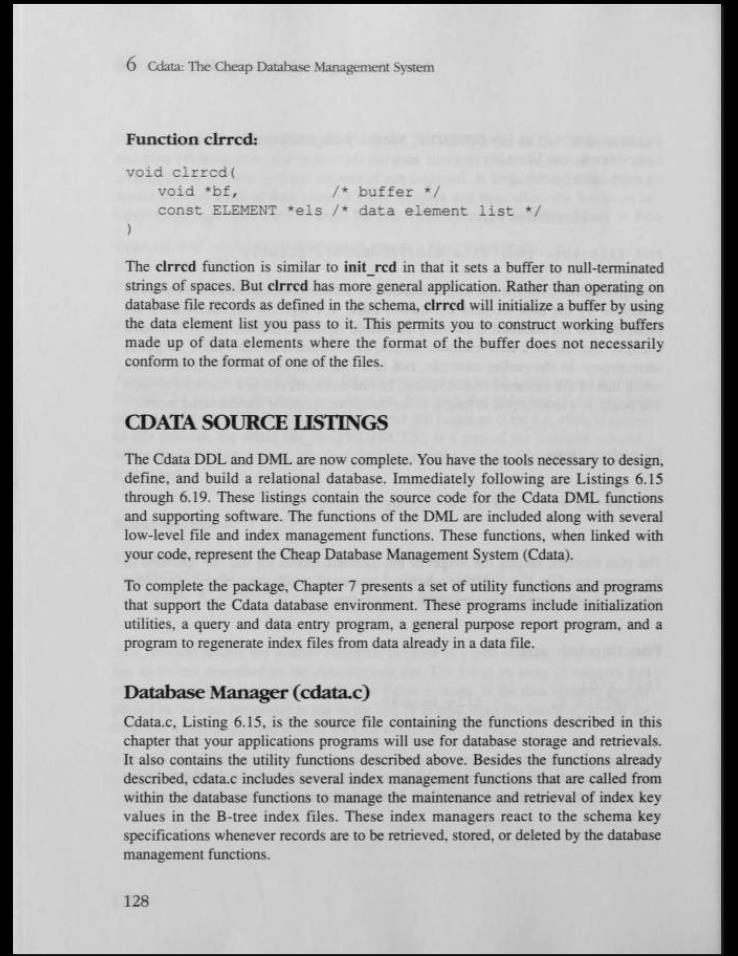 6 Cdata: The Cheap Database Management System
Function clrrcd:
void clrrcd(
void *bf, /* buffer */
const ELEMENT *els /* data element list */
)
The clrrcd function is similar to init_rcd in that it sets a buffer to null-terminated
strings of spaces. But clrrcd has more general application. Rather than operating on
database file records as defined in the schema, clrrcd will initialize a buffer by using
the data element list you pass to it. This permits you to construct working buffers
made up of data elements where the format of the buffer does not necessarily
conform to the format of one of the files.
CDATA SOURCE LISTINGS
The Cdata DDL and DML are now complete. You have the tools necessary to design,
define, and build a relational database. Immediately following are Listings 6.15
through 6.19. These listings contain the source code for the Cdata DML functions
and supporting software. The functions of the DML are included along with several
low-level file and index management functions. These functions, when linked with
your code, represent the Cheap Database Management System (Cdata).
To complete the package, Chapter 7 presents a set of utility functions and programs
that support the Cdata database environment. These programs include initialization
utilities, a query and data entry program, a general purpose report program, and a
program to regenerate index files from data already in a data file.
Database Manager (cdata.c)
Cdata.c, Listing 6.15, is the source file containing the functions described in this
chapter that your applications programs will use for database storage and retrievals.
It also contains the utility functions described above. Besides the functions already
described, cdata.c includes several index management functions that are called from
within the database functions to manage the maintenance and retrieval of index key
values in the B-tree index files. These index managers react to the schema key
specifications whenever records are to be retrieved, stored, or deleted by the database
management functions.
128